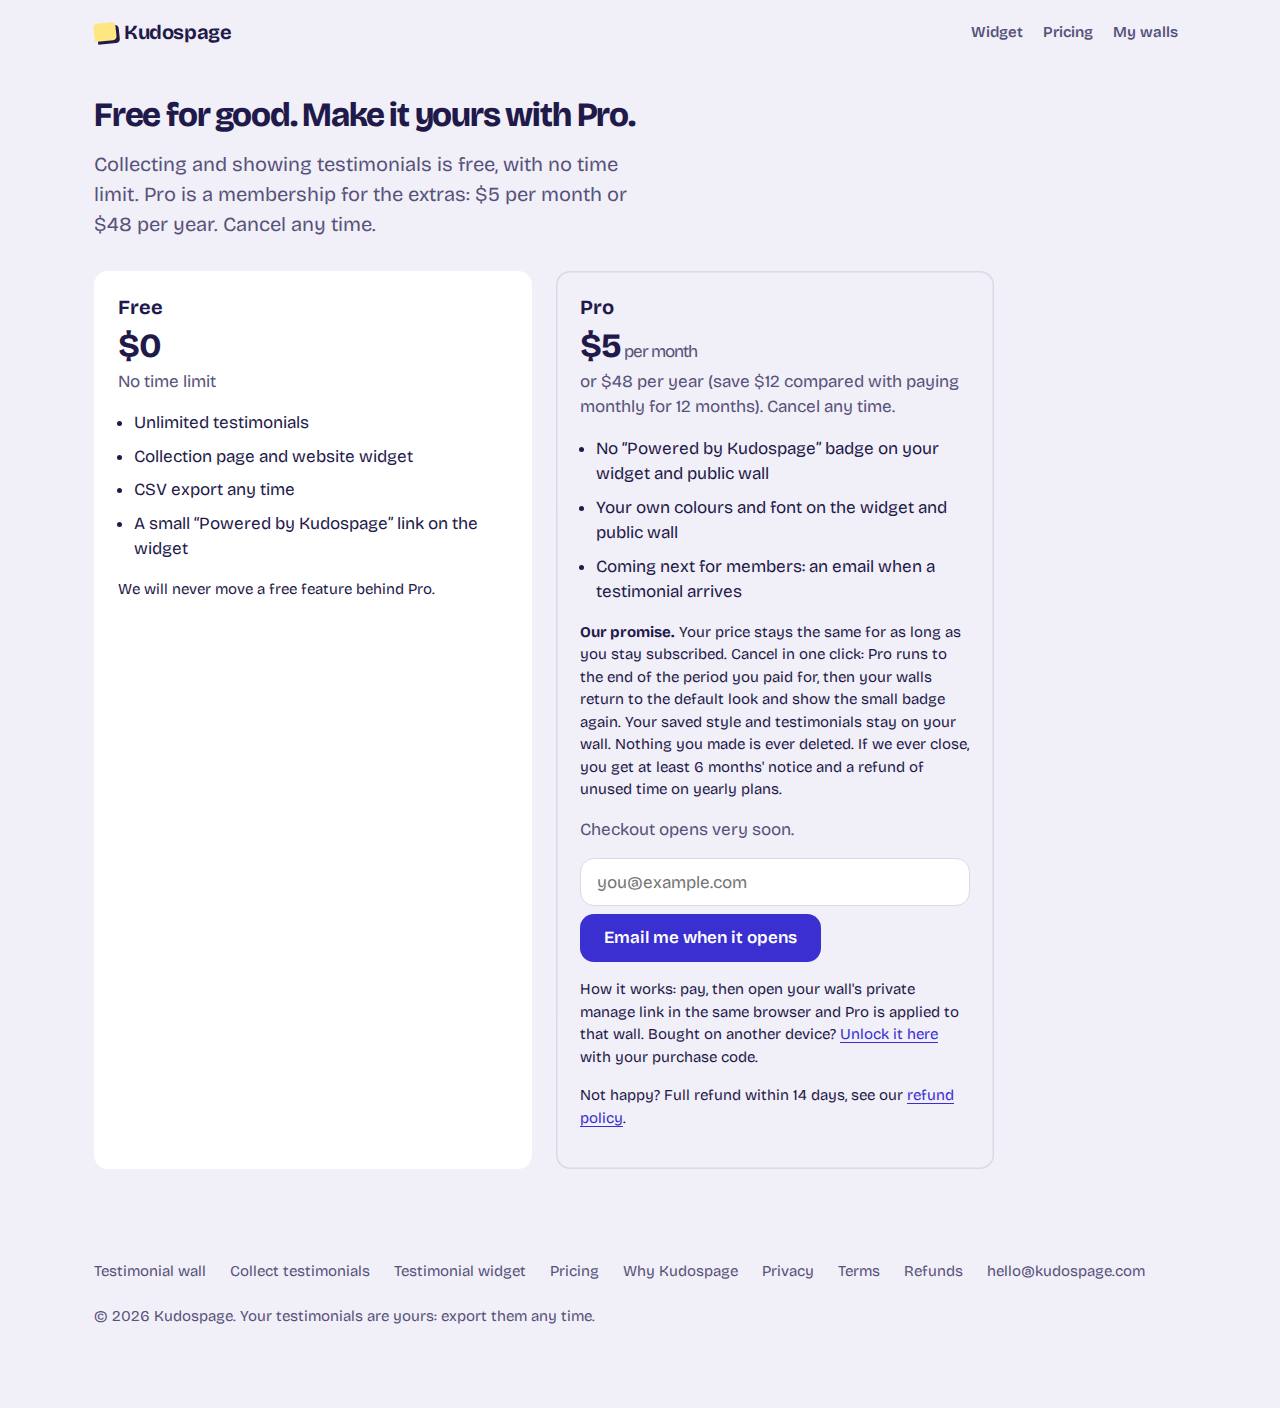 Kudospage
Widget Pricing My walls
Free for good. Make it yours with Pro.
Collecting and showing testimonials is free, with no time
limit. Pro is a membership for the extras: $5 per month or
$48 per year. Cancel any time.
Free
$0
No time limit
• Unlimited testimonials
• Collection page and website widget
• CSV export any time
• A small “Powered by Kudospage” link on the
widget
We will never move a free feature behind Pro.
Pro
$5 per month
or $48 per year (save $12 compared with paying
monthly for 12 months). Cancel any time.
• No “Powered by Kudospage” badge on your
widget and public wall
• Your own colours and font on the widget and
public wall
• Coming next for members: an email when a
testimonial arrives
Our promise. Your price stays the same for as long as
you stay subscribed. Cancel in one click: Pro runs to
the end of the period you paid for, then your walls
return to the default look and show the small badge
again. Your saved style and testimonials stay on your
wall. Nothing you made is ever deleted. If we ever close,
you get at least 6 months' notice and a refund of
unused time on yearly plans.
Checkout opens very soon.
you@example.com
Email me when it opens
How it works: pay, then open your wall's private
manage link in the same browser and Pro is applied to
that wall. Bought on another device? Unlock it here
with your purchase code.
Not happy? Full refund within 14 days, see our refund
policy.
Testimonial wall Collect testimonials Testimonial widget Pricing Why Kudospage Privacy Terms Refunds hello@kudospage.com
© 2026 Kudospage. Your testimonials are yours: export them any time.